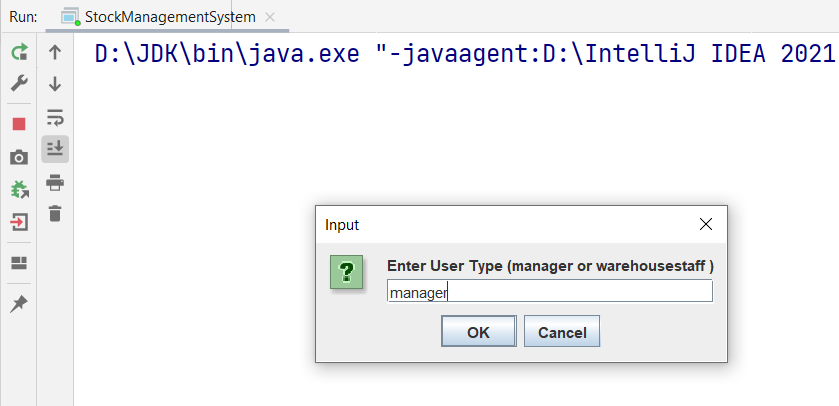 Run: StockManagementSystem
D:\JDK\bin\java.exe "-javaagent:D:\IntelliJ IDEA 2021
Input
?
Enter User Type (manager or warehousestaff )
manager
OK Cancel